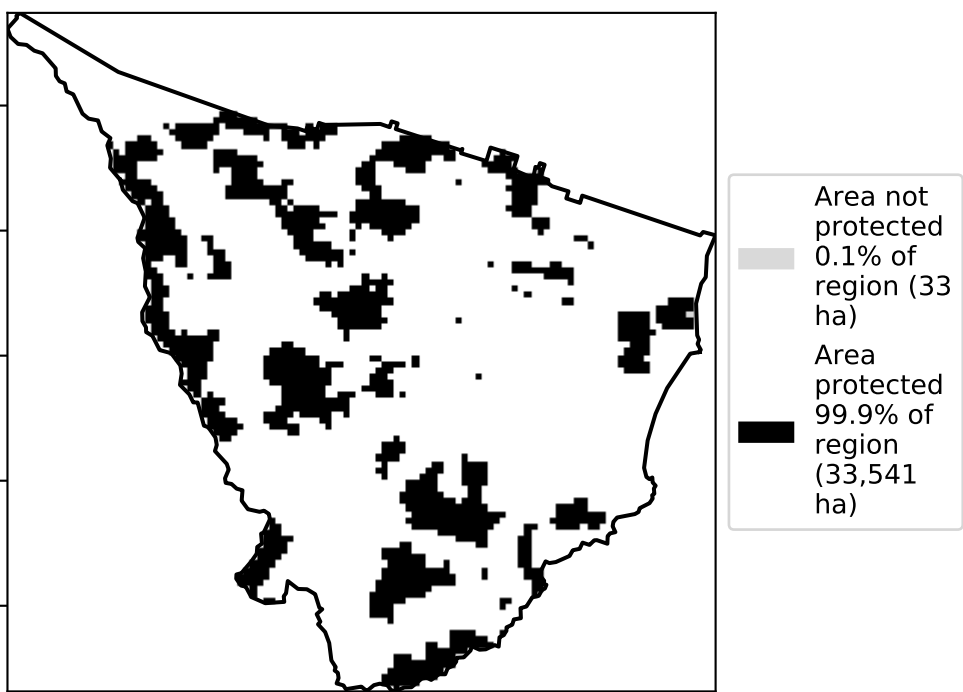 Area not
protected
0.1% of
region (33
ha)
Area
protected
99.9% of
region
(33,541
ha)